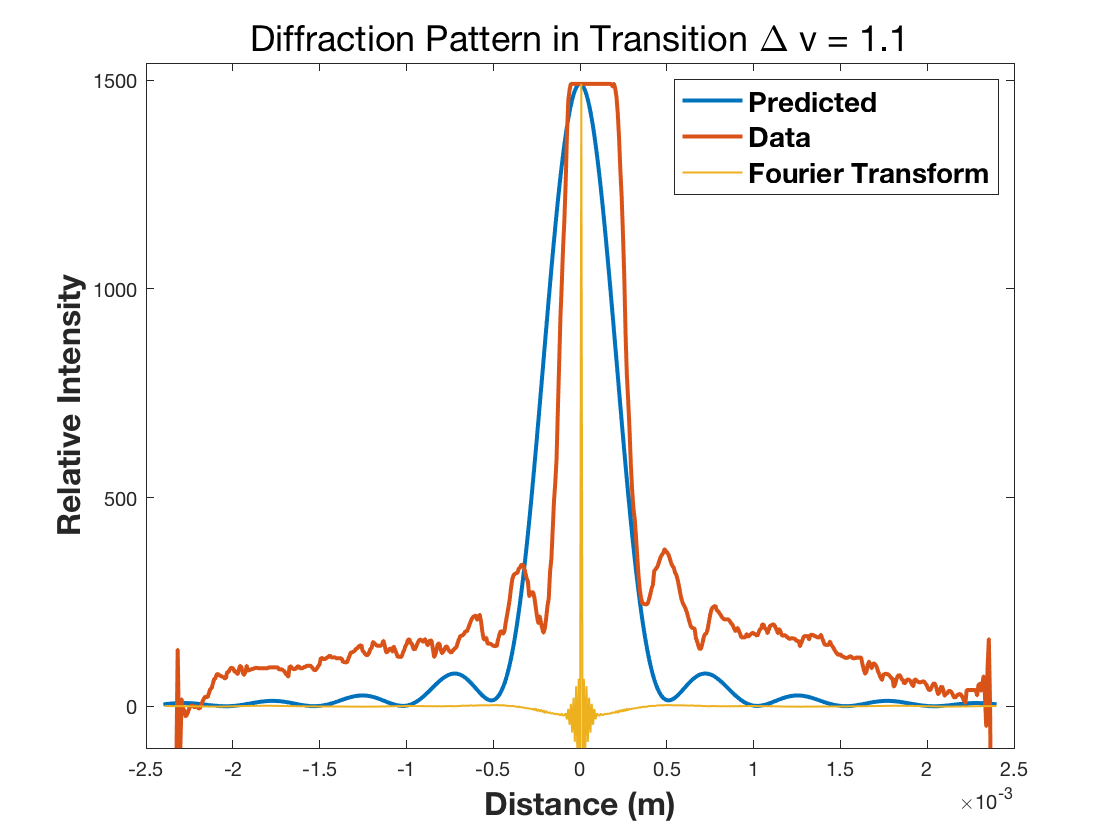 Diffraction Pattern in Transition Δ v = 1.1
Predicted
Data
Fourier Transform
Relative Intensity
1500
1000
500
0
-2.5 -2 -1.5 -1 -0.5 0 0.5 1 1.5 2 2.5
×10-3
Distance (m)